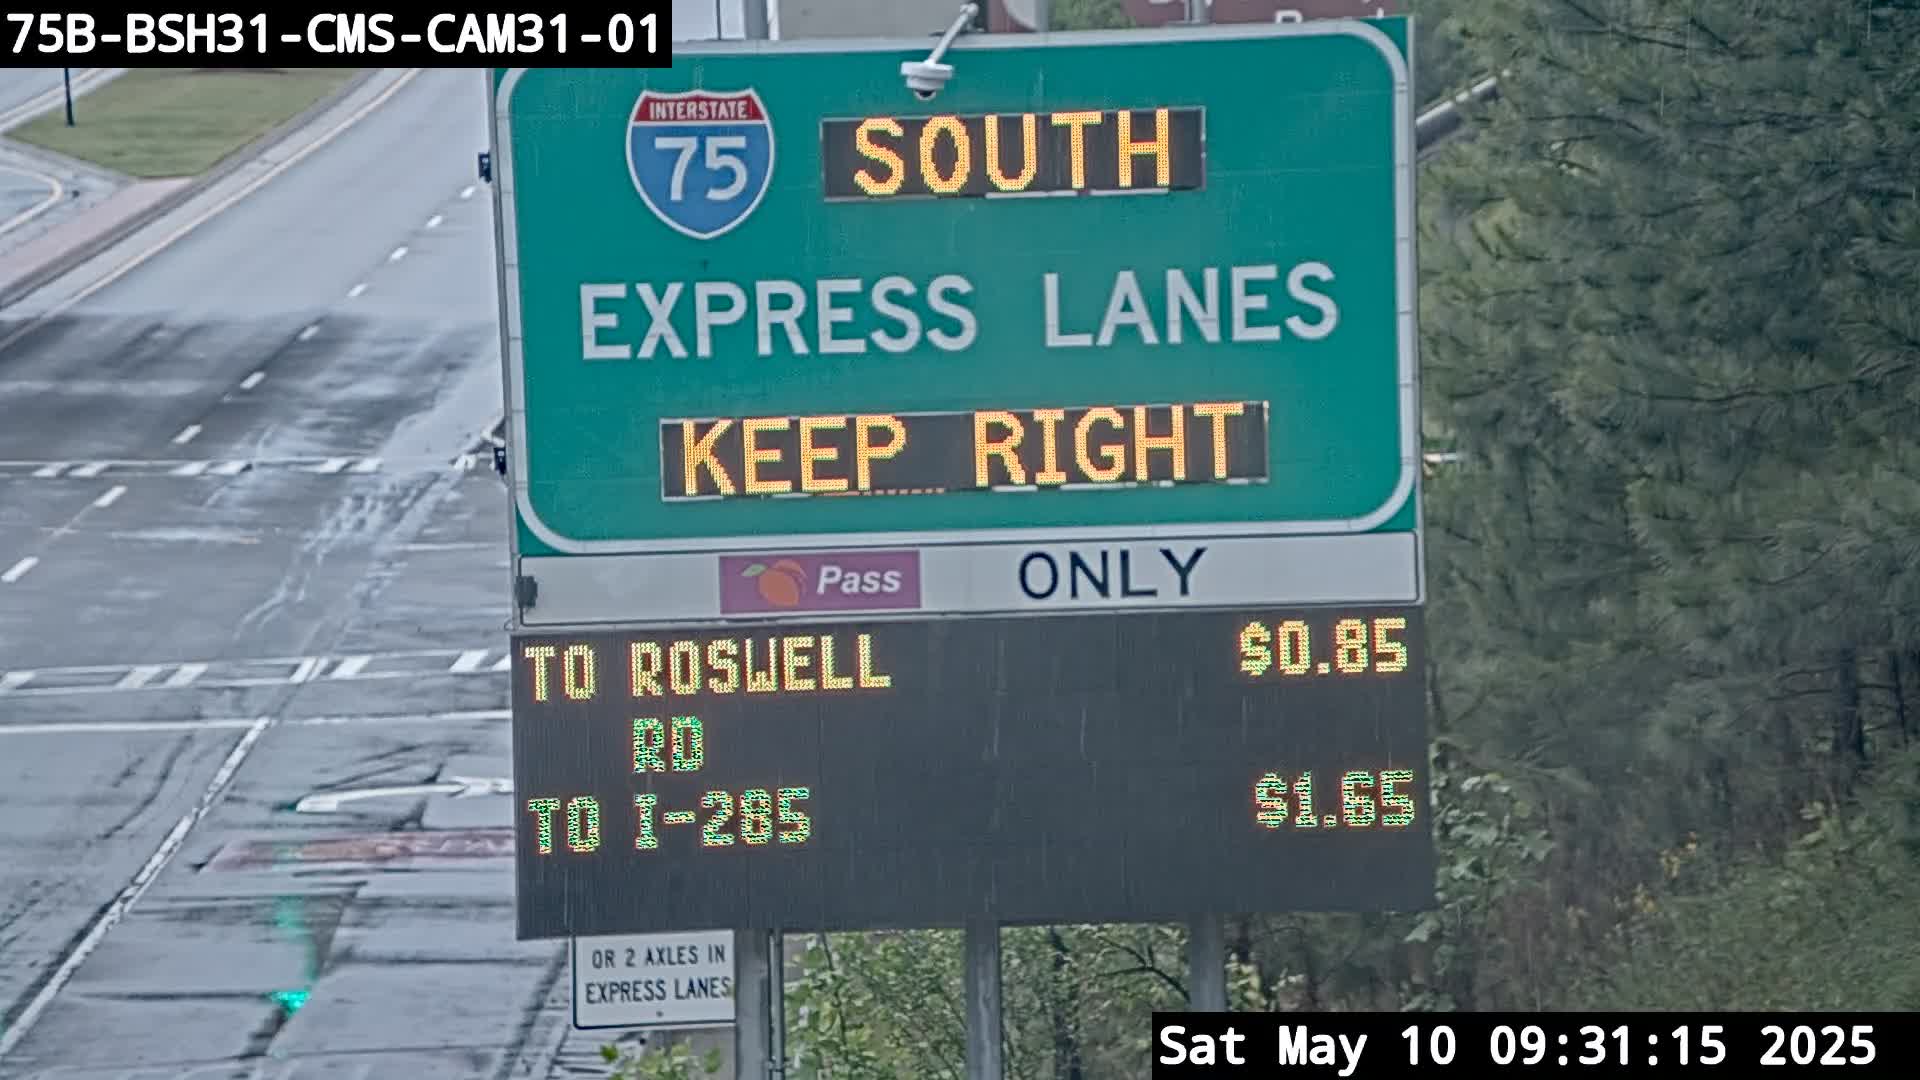 75B-BSH31-CMS-CAM31-01
INTERSTATE
75
SOUTH
EXPRESS LANES
KEEP RIGHT
Pass ONLY
TO ROSWELL $0.85
RD
TO I-285 $1.65
OR 2 AXLES IN
EXPRESS LANES
Sat May 10 09:31:15 2025